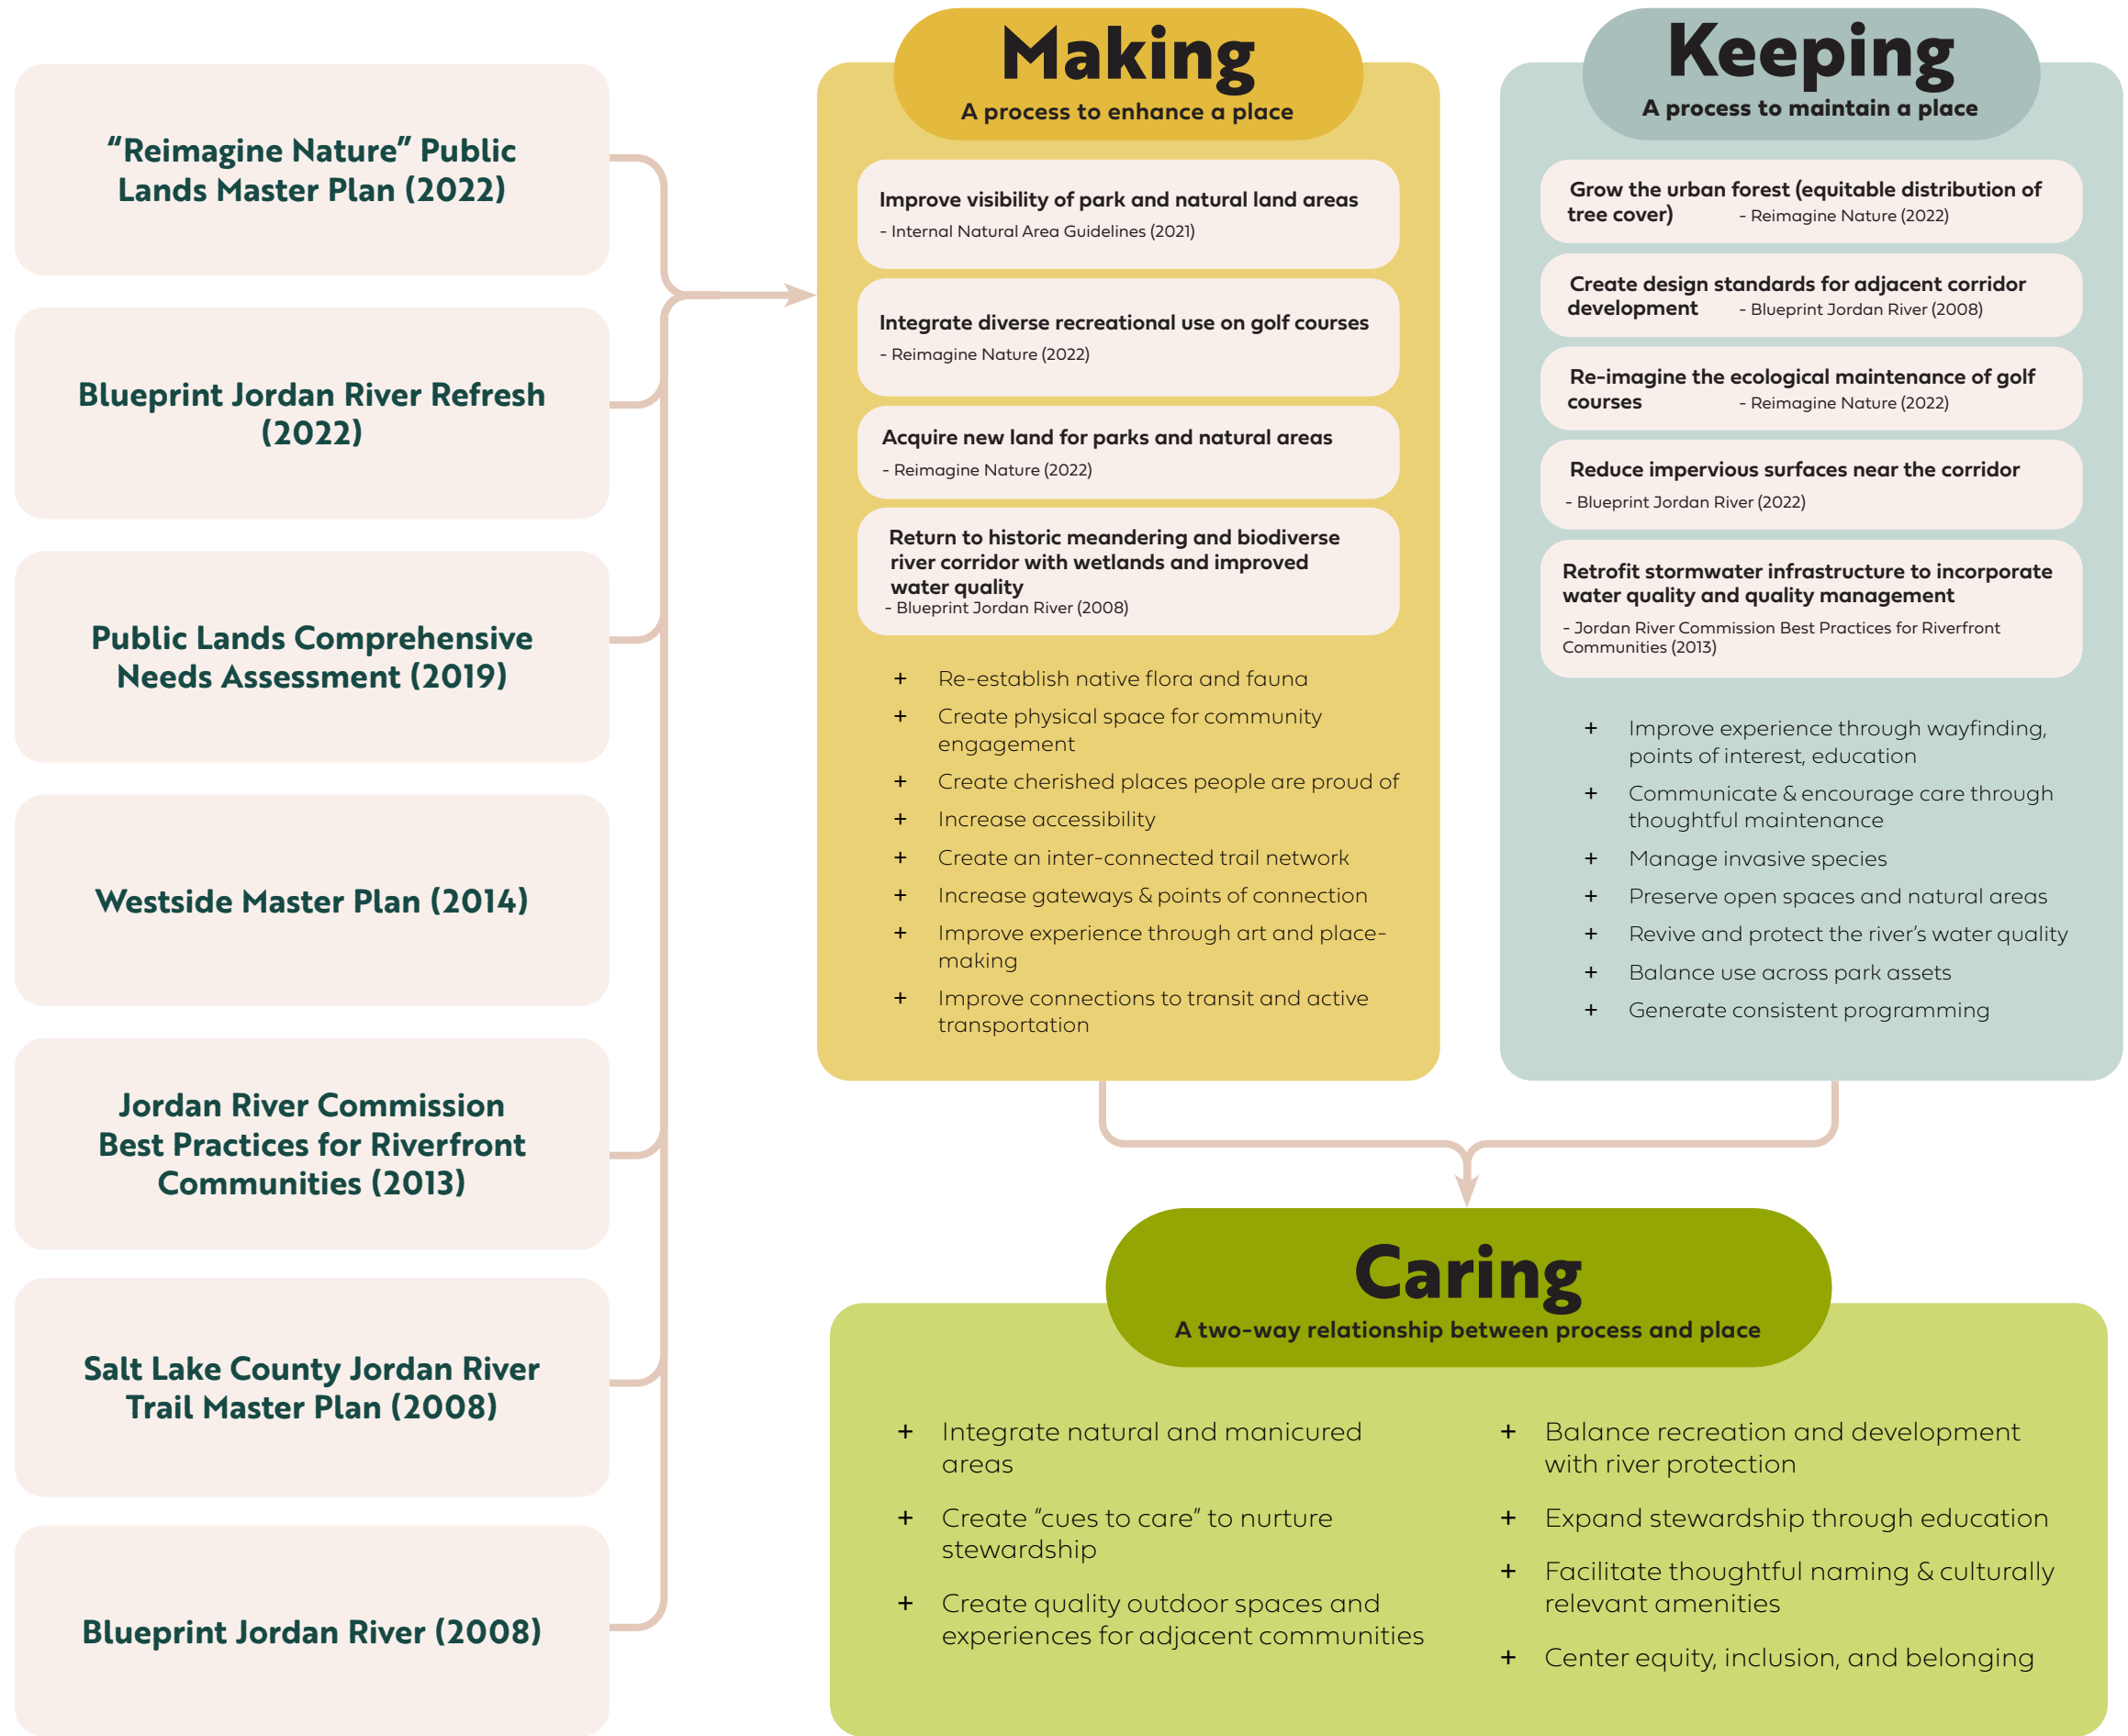 “Reimagine Nature” Public
Lands Master Plan (2022)
Blueprint Jordan River Refresh
(2022)
Public Lands Comprehensive
Needs Assessment (2019)
Westside Master Plan (2014)
Jordan River Commission
Best Practices for Riverfront
Communities (2013)
Salt Lake County Jordan River
Trail Master Plan (2008)
Blueprint Jordan River (2008)
Making
A process to enhance a place
Improve visibility of park and natural land areas
- Internal Natural Area Guidelines (2021)
Integrate diverse recreational use on golf courses
- Reimagine Nature (2022)
Acquire new land for parks and natural areas
- Reimagine Nature (2022)
Return to historic meandering and biodiverse
river corridor with wetlands and improved
water quality
- Blueprint Jordan River (2008)
+ Re-establish native flora and fauna
+ Create physical space for community
engagement
+ Create cherished places people are proud of
+ Increase accessibility
+ Create an inter-connected trail network
+ Increase gateways & points of connection
+ Improve experience through art and place-
making
+ Improve connections to transit and active
transportation
Keeping
A process to maintain a place
Grow the urban forest (equitable distribution of
tree cover) - Reimagine Nature (2022)
Create design standards for adjacent corridor
development - Blueprint Jordan River (2008)
Re-imagine the ecological maintenance of golf
courses - Reimagine Nature (2022)
Reduce impervious surfaces near the corridor
- Blueprint Jordan River (2022)
Retrofit stormwater infrastructure to incorporate
water quality and quality management
- Jordan River Commission Best Practices for Riverfront
Communities (2013)
+ Improve experience through wayfinding,
points of interest, education
+ Communicate & encourage care through
thoughtful maintenance
+ Manage invasive species
+ Preserve open spaces and natural areas
+ Revive and protect the river’s water quality
+ Balance use across park assets
+ Generate consistent programming
Caring
A two-way relationship between process and place
+ Integrate natural and manicured
areas
+ Create “cues to care” to nurture
stewardship
+ Create quality outdoor spaces and
experiences for adjacent communities
+ Balance recreation and development
with river protection
+ Expand stewardship through education
+ Facilitate thoughtful naming & culturally
relevant amenities
+ Center equity, inclusion, and belonging